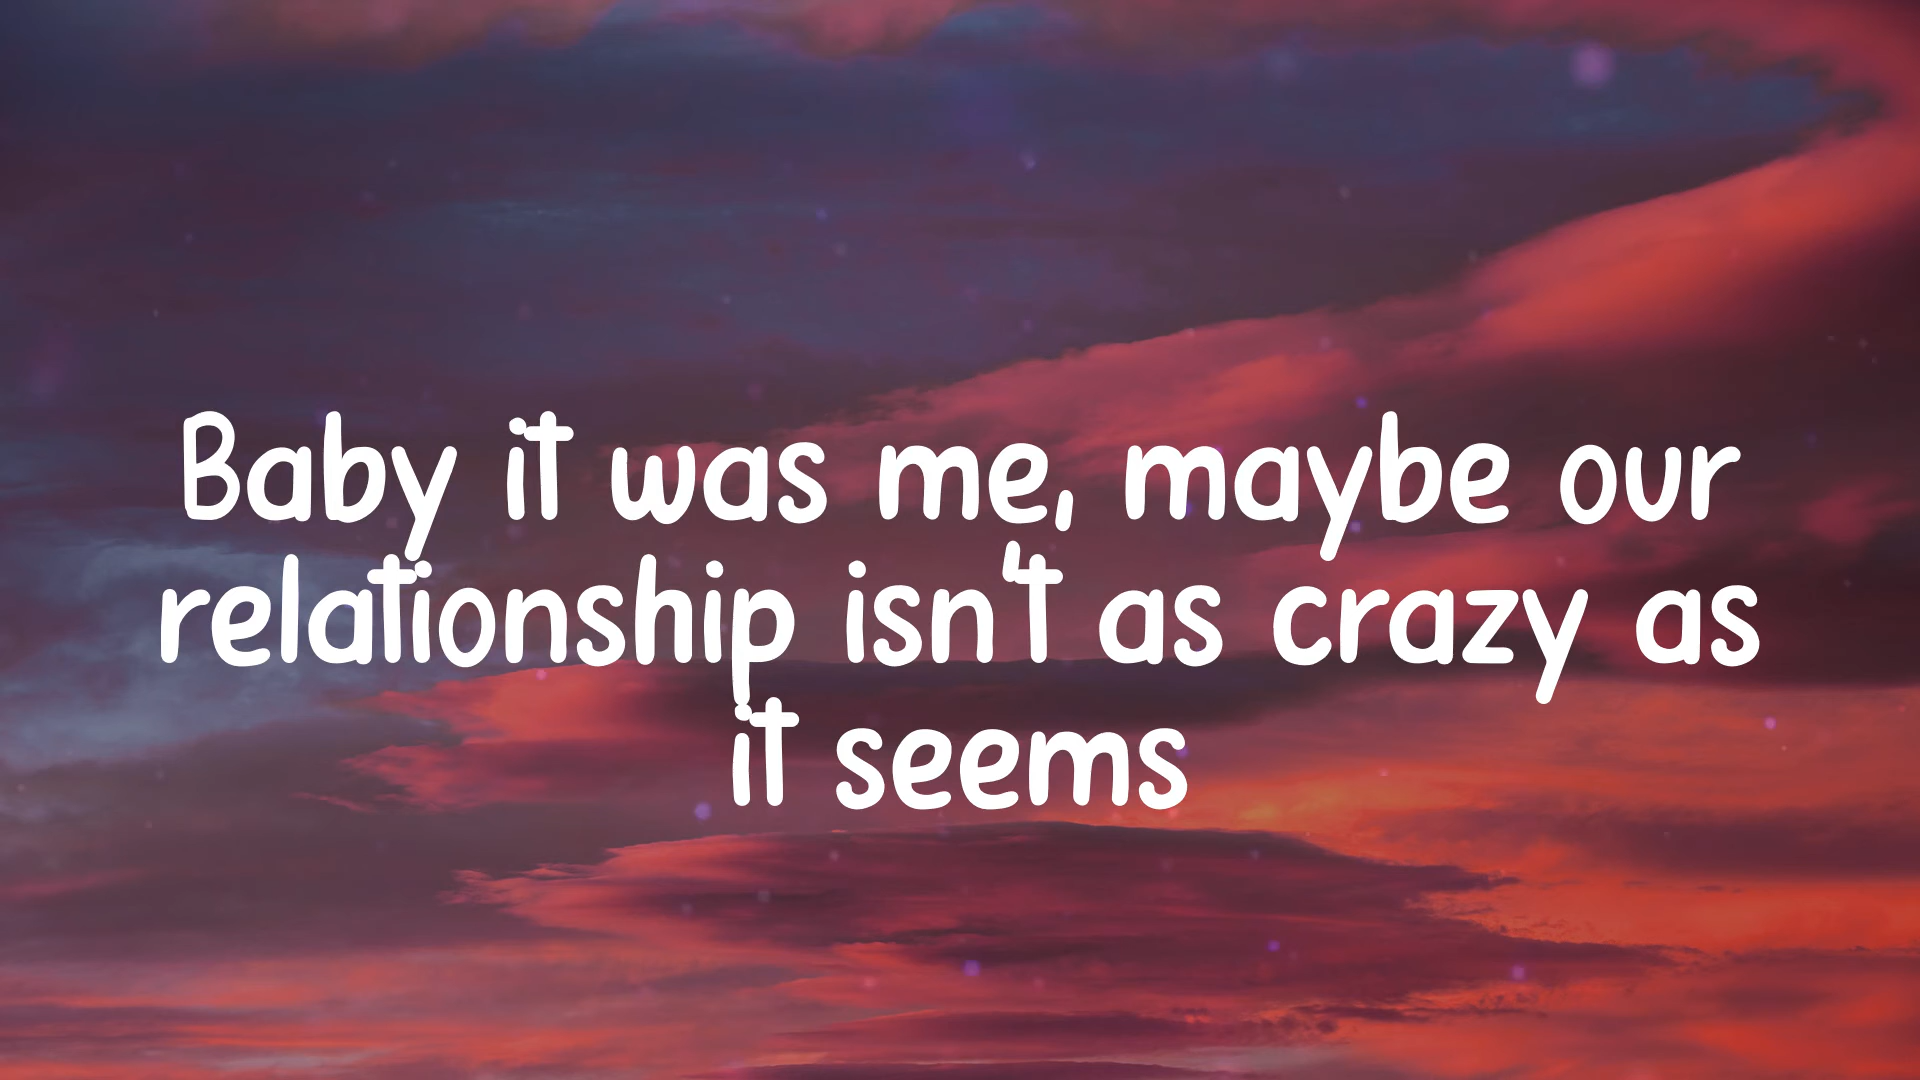 Baby it was me, maybe our
relationship isn't as crazy as
it seems